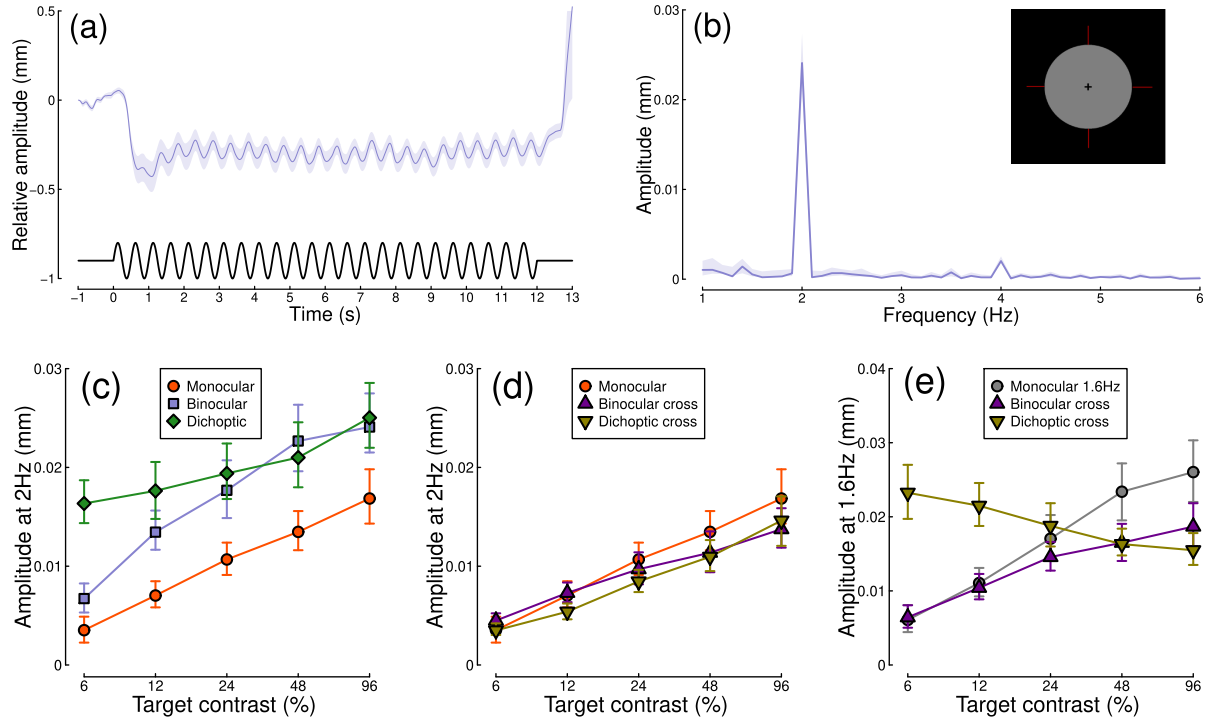 (a)
0.5
0
−0.5
−1
Relative amplitude (mm)
−1 0 1 2 3 4 5 6 7 8 9 10 11 12 13
Time (s)
(b)
0.03
0.02
0.01
0
Amplitude (mm)
1 2 3 4 5 6
Frequency (Hz)
(c)
Monocular
Binocular
Dichoptic
0.03
0.02
0.01
0
Amplitude at 2Hz (mm)
6 12 24 48 96
Target contrast (%)
(d)
Monocular
Binocular cross
Dichoptic cross
0.03
0.02
0.01
0
Amplitude at 2Hz (mm)
6 12 24 48 96
Target contrast (%)
(e)
Monocular 1.6Hz
Binocular cross
Dichoptic cross
0.04
0.03
0.02
0.01
0
Amplitude at 1.6Hz (mm)
6 12 24 48 96
Target contrast (%)